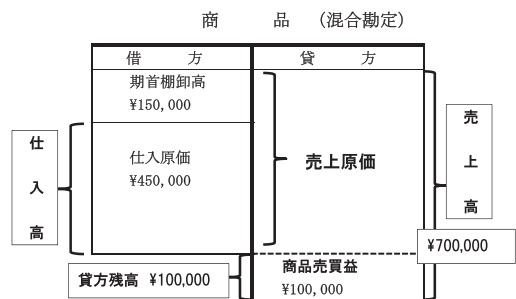 商　品　（混合勘定）
借　方　貸　方
期首棚卸高
¥150,000
仕入原価
¥450,000
仕入高
売上原価
売上高
¥700,000
商品売買益
¥100,000
貸方残高　¥100,000